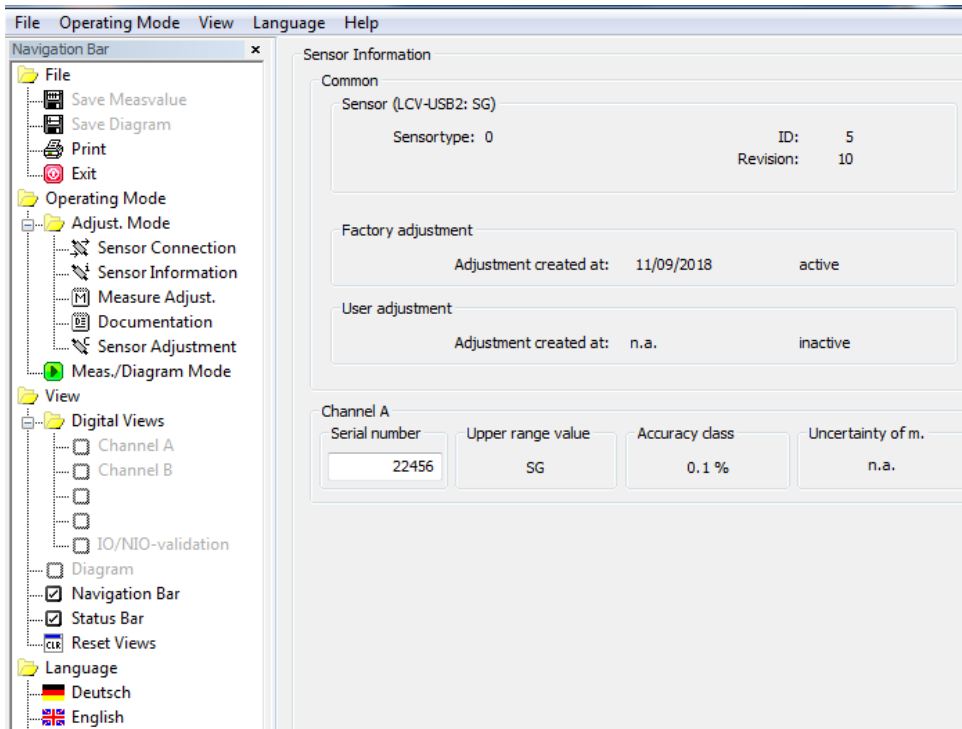 File Operating Mode View Language Help
Navigation Bar x
File
Save Measvalue
Save Diagram
Print
Exit
Operating Mode
Adjust. Mode
Sensor Connection
Sensor Information
Measure Adjust.
Documentation
Sensor Adjustment
Meas./Diagram Mode
View
Digital Views
Channel A
Channel B
IO/NIO-validation
Diagram
Navigation Bar
Status Bar
CLR Reset Views
Language
Deutsch
English
Sensor Information
Common
Sensor (LCV-USB2: SG)
Sensortype: 0 ID: 5
Revision: 10
Factory adjustment
Adjustment created at: 11/09/2018 active
User adjustment
Adjustment created at: n.a. inactive
Channel A
Serial number Upper range value Accuracy class Uncertainty of m.
22456 SG 0.1 % n.a.